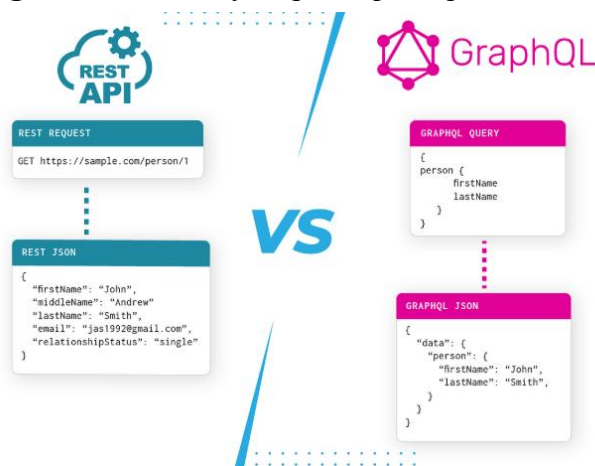 REST
API
REST REQUEST
GET https://sample.com/person/1
REST JSON
{
"firstName": "John",
"middleName": "Andrew"
"lastName": "Smith",
"email": "jas1992@gmail.com",
"relationshipStatus": "single"
}
VS
GraphQL
GRAPHQL QUERY
{
person {
firstName
lastName
}
}
GRAPHQL JSON
{
"data": {
"person": {
"firstName": "John",
"lastName": "Smith",
}
}
}